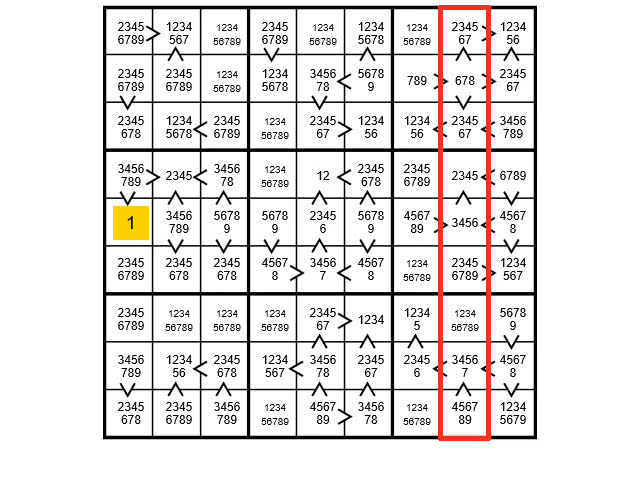 2345 1234 1234 2345 1234 1234 1234 2345 1234
6789 567 56789 6789 56789 5678 56789 67 56
2345 2345 1234 1234 3456 5678 789 678 2345
6789 6789 56789 5678 78 9 67
2345 1234 2345 1234 2345 1234 1234 2345 3456
678 5678 6789 56789 67 56 56 67 789
3456 2345 3456 1234 12 2345 2345 2345 6789
789 78 56789 678 6789
1 3456 5678 5678 2345 5678 4567 3456 4567
789 9 9 6 9 89 8
2345 2345 2345 4567 3456 4567 1234 2345 1234
6789 678 678 8 7 8 56789 6789 567
2345 1234 1234 1234 2345 1234 1234 1234 5678
6789 56789 56789 56789 67 5 56789 9
3456 1234 2345 1234 3456 2345 2345 3456 4567
789 56 678 567 78 67 6 7 8
2345 2345 3456 1234 4567 3456 1234 4567 1234
678 6789 789 56789 89 78 56789 89 5679